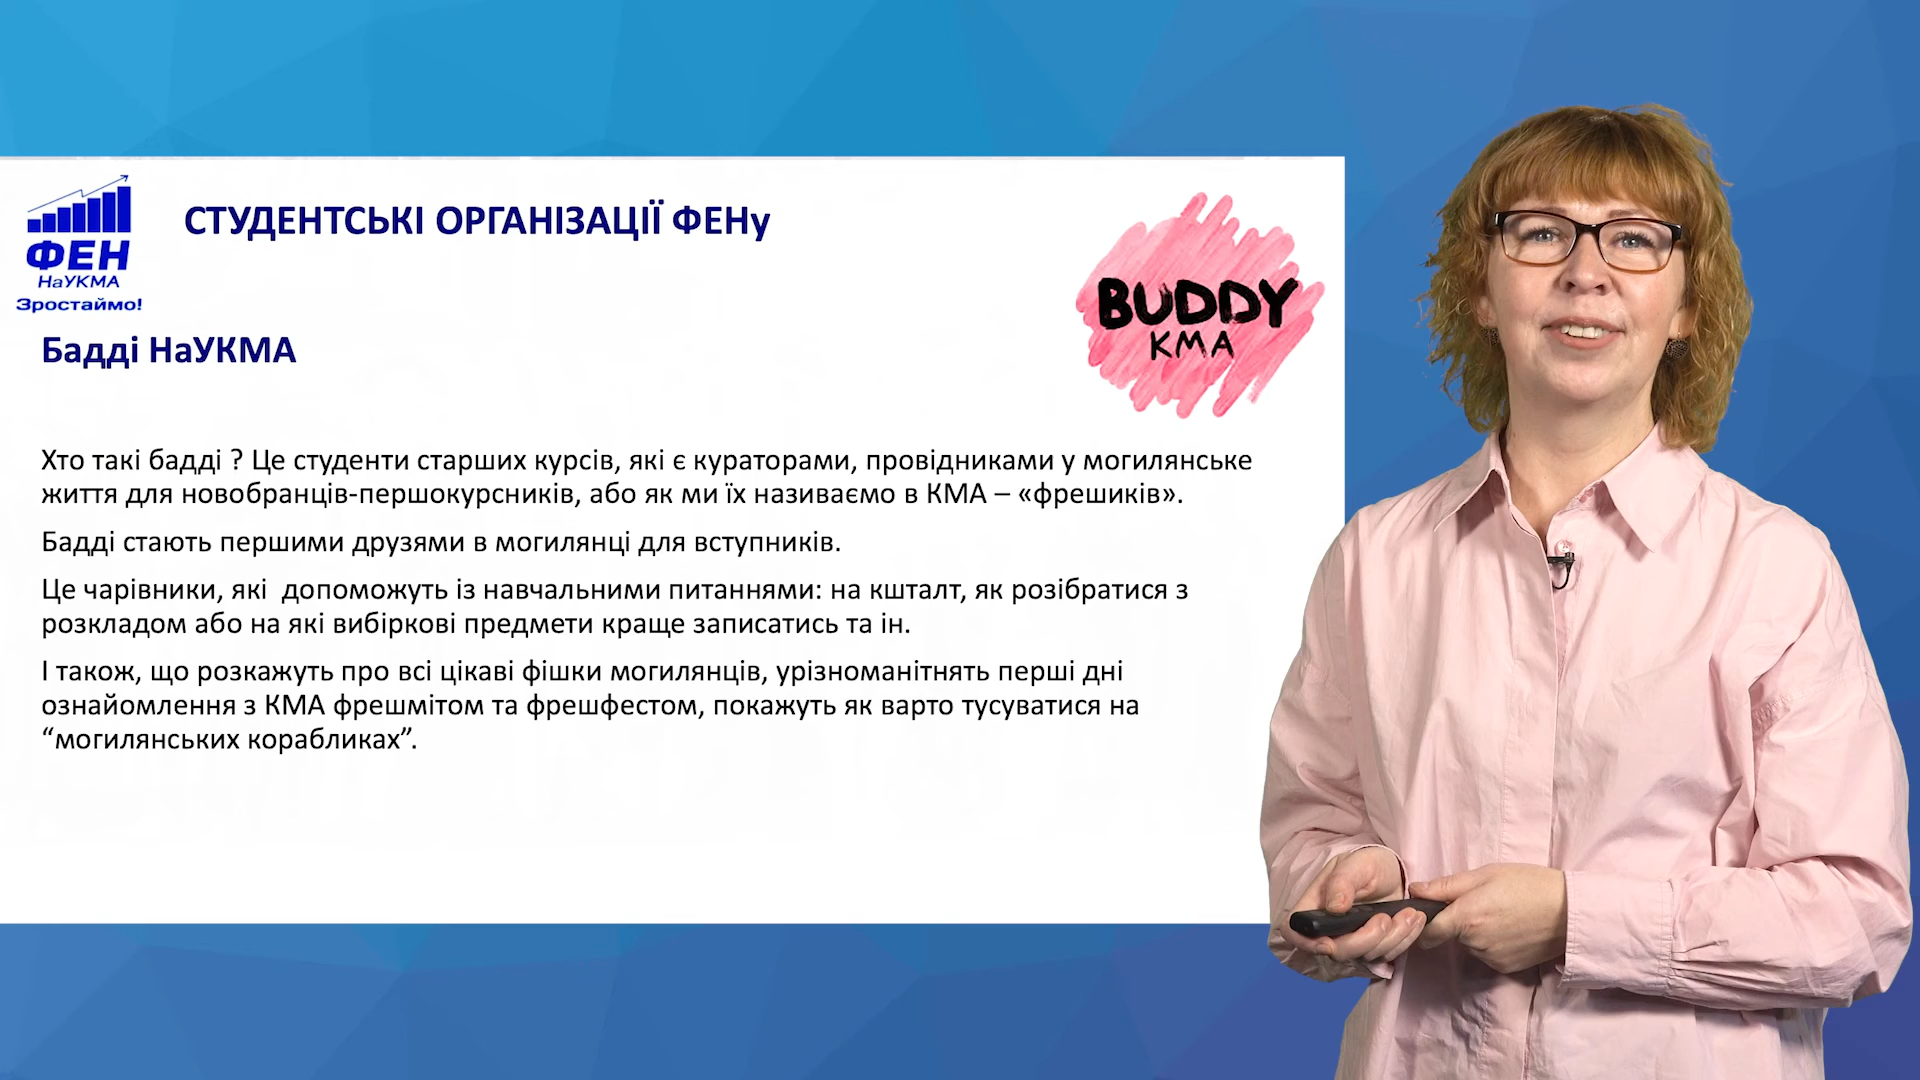 ФЕН
НаУКМА
Зростаймо!
СТУДЕНТСЬКІ ОРГАНІЗАЦІЇ ФЕНу
BUDDY
KMA
Бадді НаУКМА
Хто такі бадді ? Це студенти старших курсів, які є кураторами, провідниками у могилянське
життя для новобранців-першокурсників, або як ми їх називаємо в КМА – «фрешиків».
Бадді стають першими друзями в могилянці для вступників.
Це чарівники, які  допоможуть із навчальними питаннями: на кшталт, як розібратися з
розкладом або на які вибіркові предмети краще записатись та ін.
І також, що розкажуть про всі цікаві фішки могилянців, урізноманітнять перші дні
ознайомлення з КМА фрешмітом та фрешфестом, покажуть як варто тусуватися на
“могилянських корабликах”.